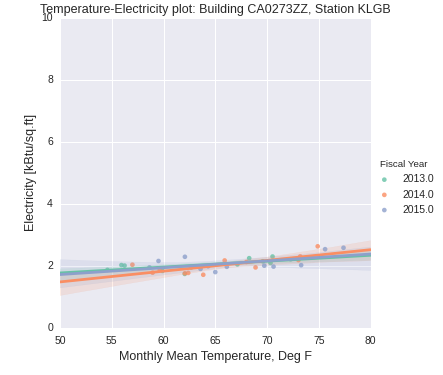 Temperature-Electricity plot: Building CA0273ZZ, Station KLGB
10
8
6
4
2
0
Electricity [kBtu/sq.ft]
50 55 60 65 70 75 80
Monthly Mean Temperature, Deg F
Fiscal Year
2013.0
2014.0
2015.0